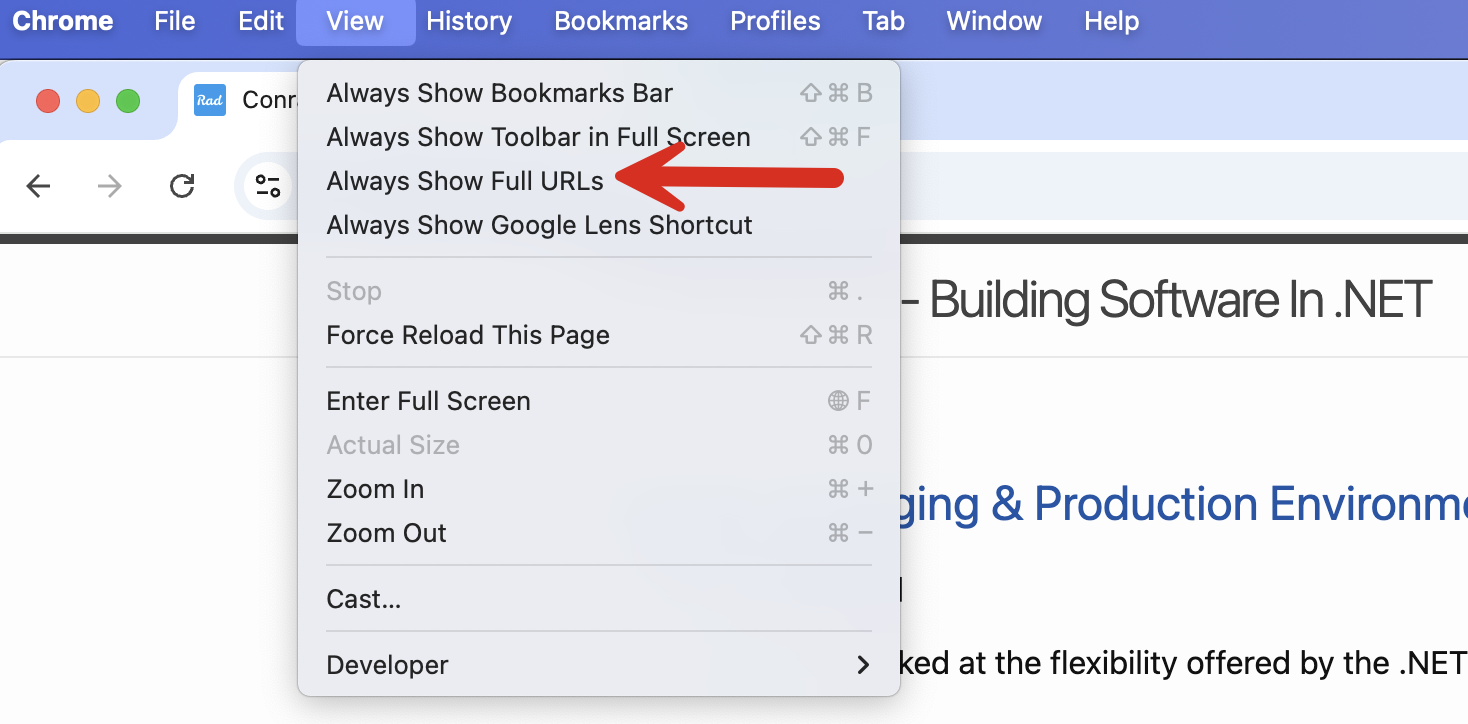 Chrome File Edit View History Bookmarks Profiles Tab Window Help
Rad Conr
Always Show Bookmarks Bar ⇧⌘B
Always Show Toolbar in Full Screen ⇧⌘F
Always Show Full URLs
Always Show Google Lens Shortcut
Stop ⌘.
– Building Software In .NET
Force Reload This Page ⇧⌘R
Enter Full Screen 🌐F
Actual Size ⌘0
Zoom In ⌘+
ging & Production Environme
Zoom Out ⌘−
Cast...
Developer
ked at the flexibility offered by the .NET